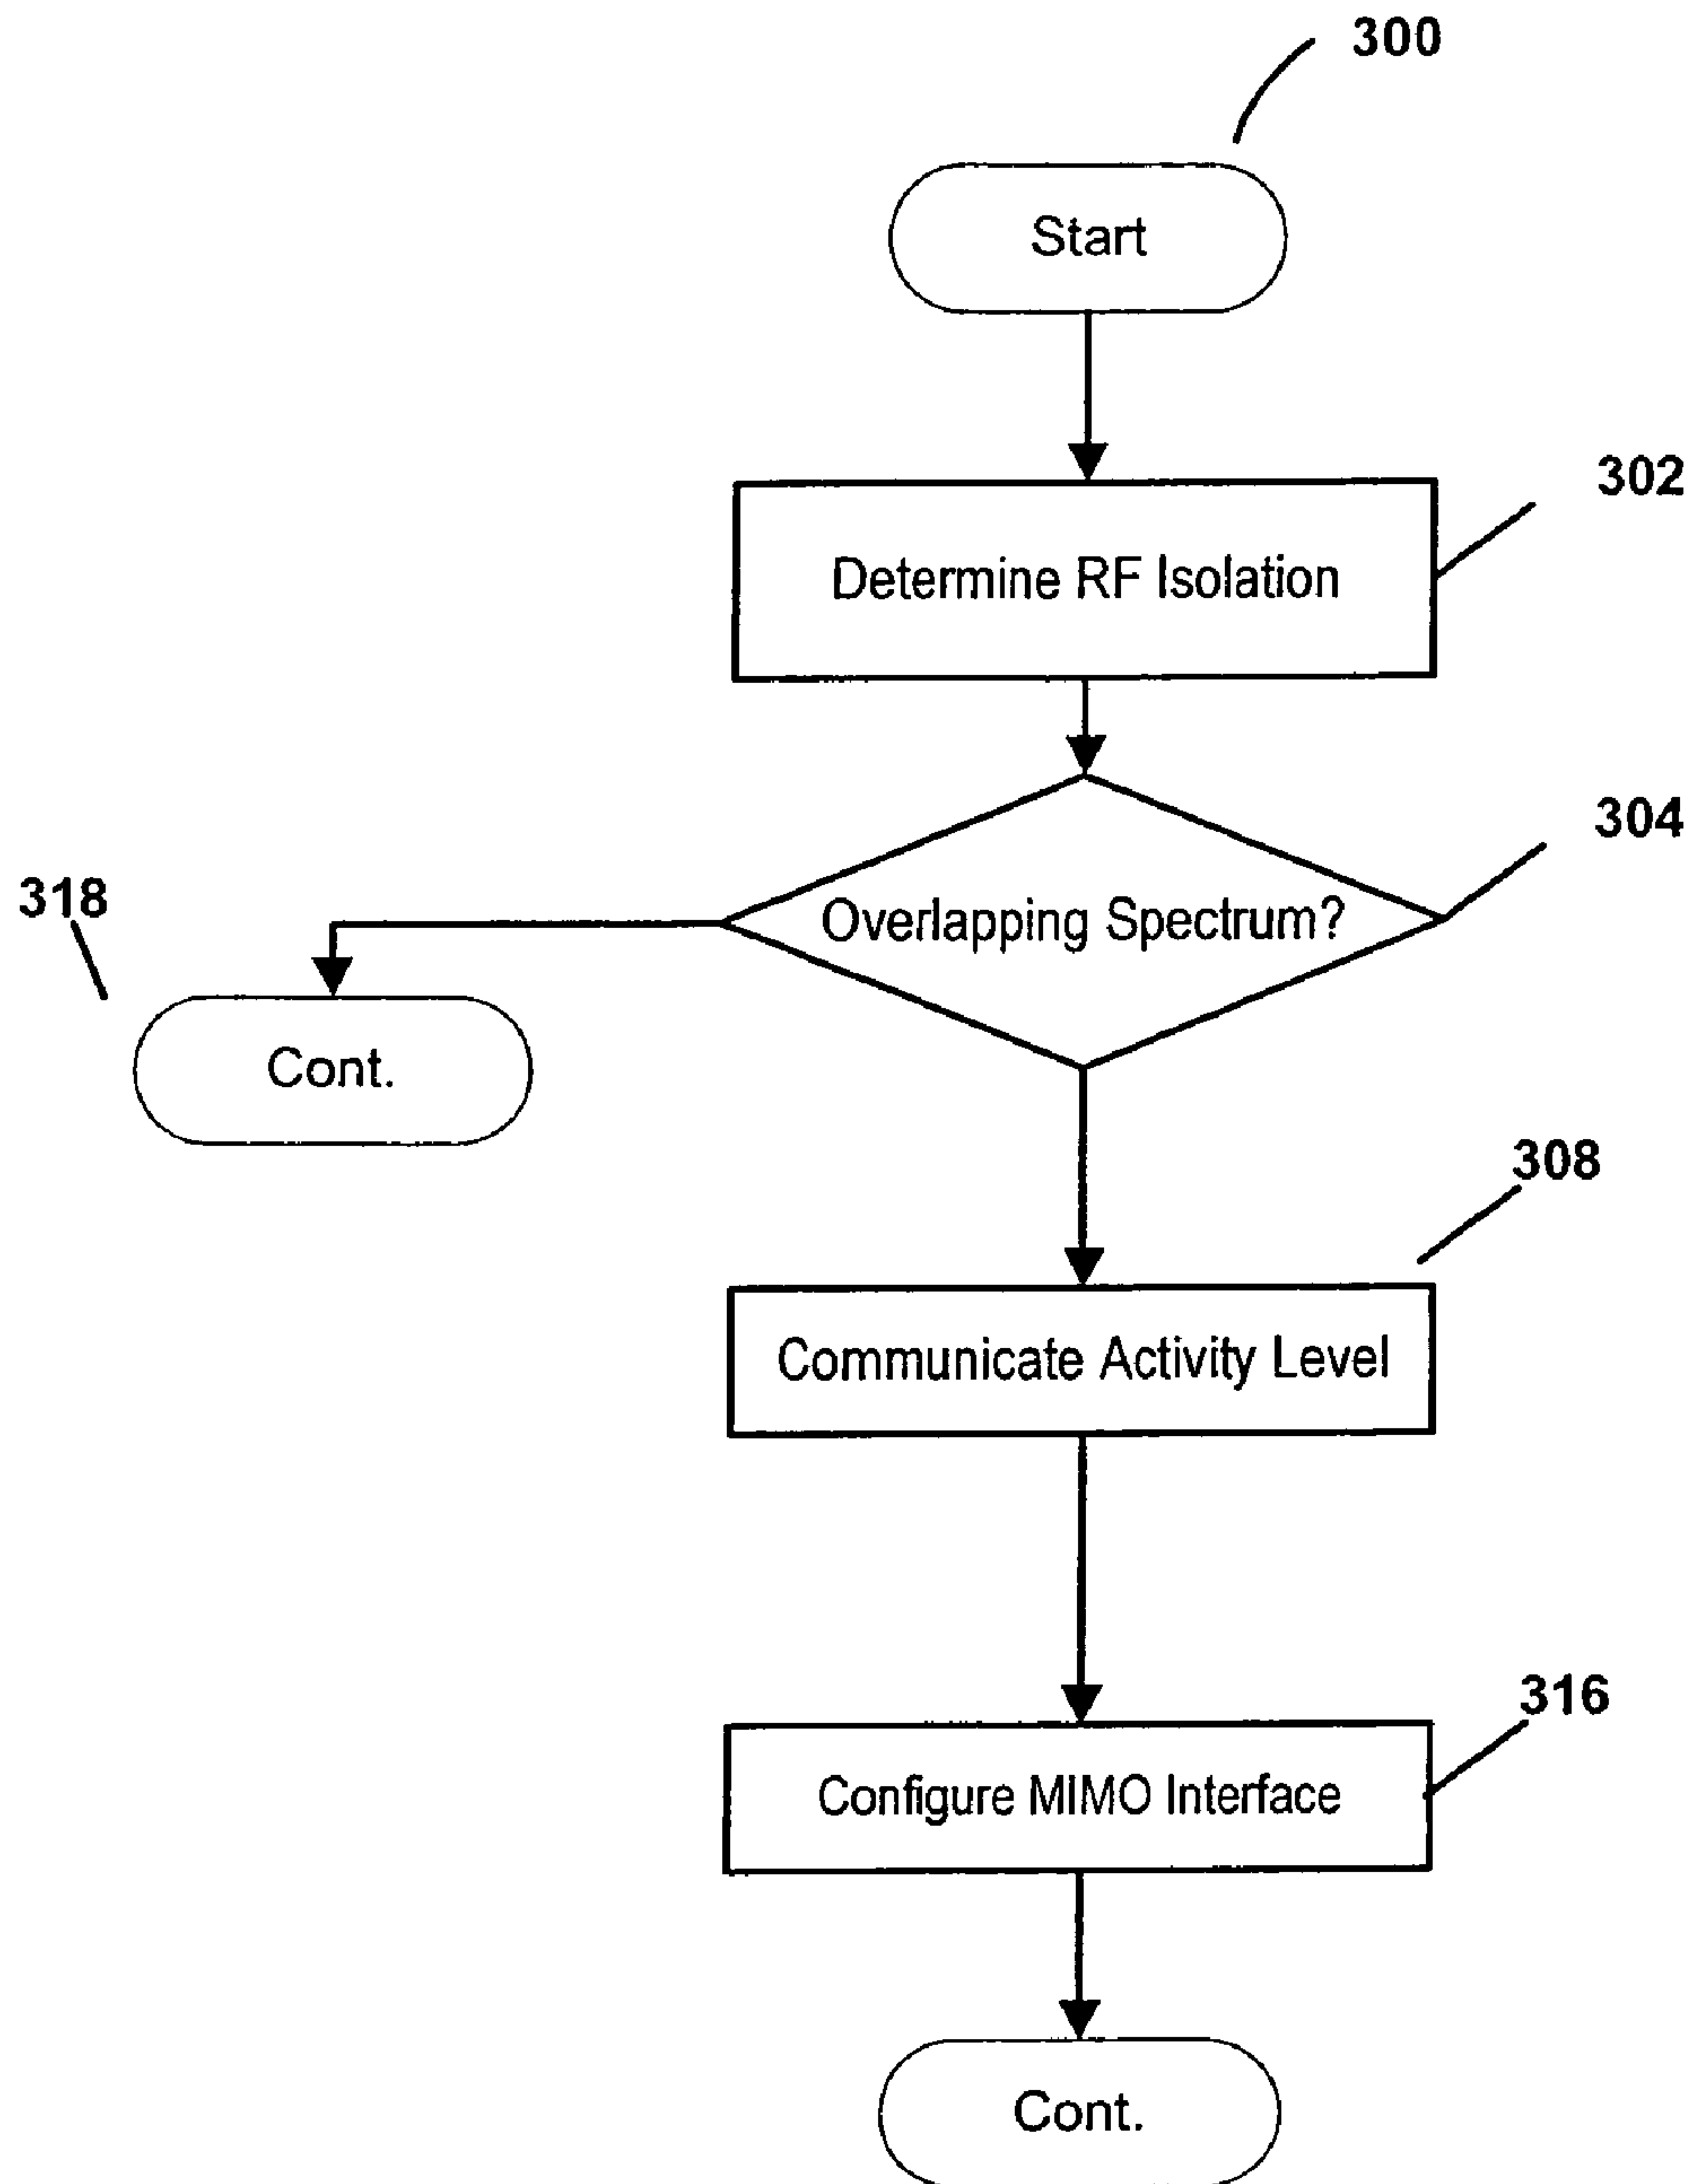 300
Start
302
Determine RF Isolation
304
Overlapping Spectrum?
318
Cont.
308
Communicate Activity Level
316
Configure MIMO Interface
Cont.